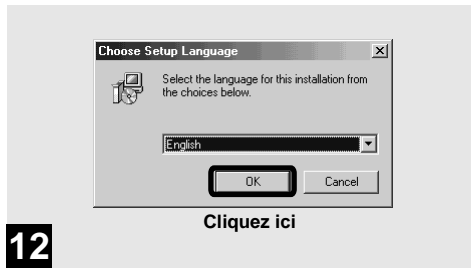 Choose Setup Language
Select the language for this installation from
the choices below.
English
OK Cancel
Cliquez ici
12